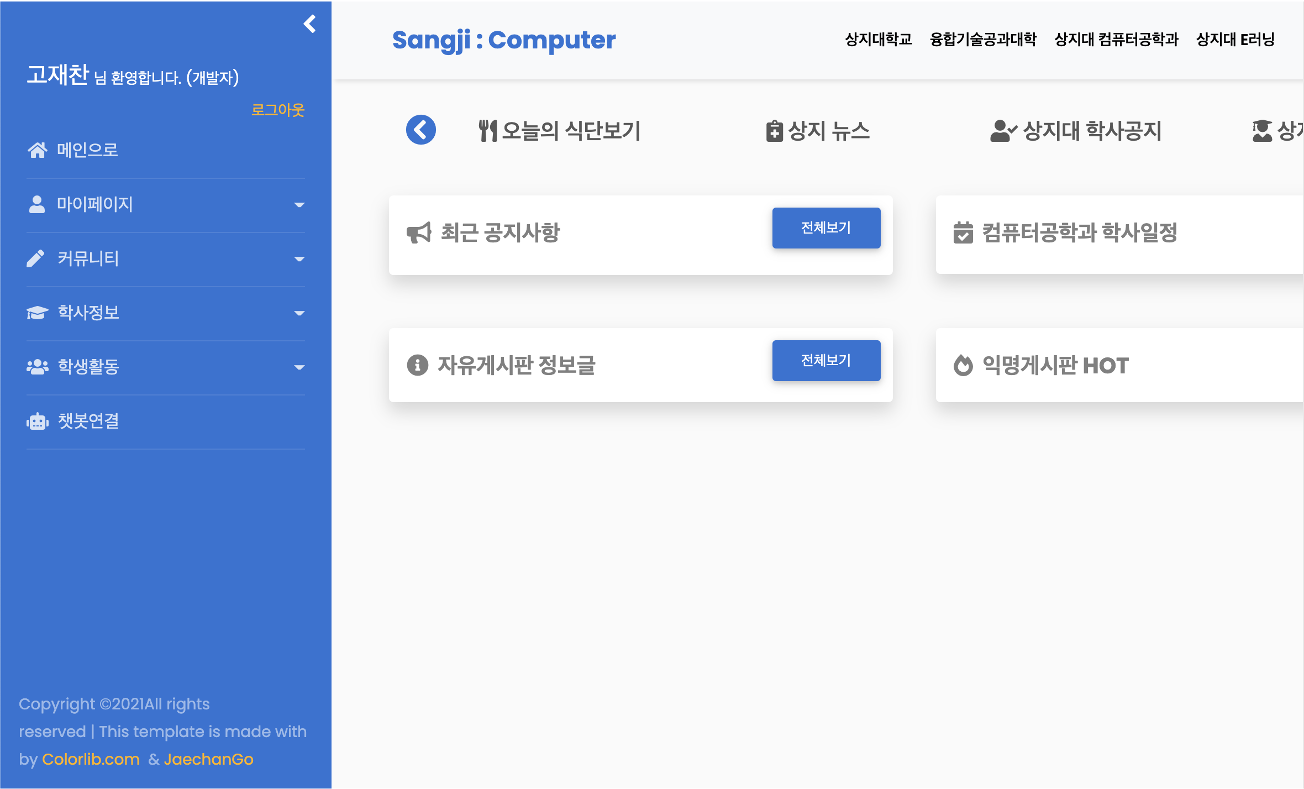 고재찬 님 환영합니다. (개발자)
로그아웃
메인으로
마이페이지
커뮤니티
학사정보
학생활동
챗봇연결
Copyright ©2021All rights
reserved | This template is made with
by Colorlib.com & JaechanGo
Sangji : Computer
상지대학교 융합기술공과대학 상지대 컴퓨터공학과 상지대 E러닝
오늘의 식단보기 상지 뉴스 상지대 학사공지 상
최근 공지사항 전체보기 컴퓨터공학과 학사일정
자유게시판 정보글 전체보기 익명게시판 HOT